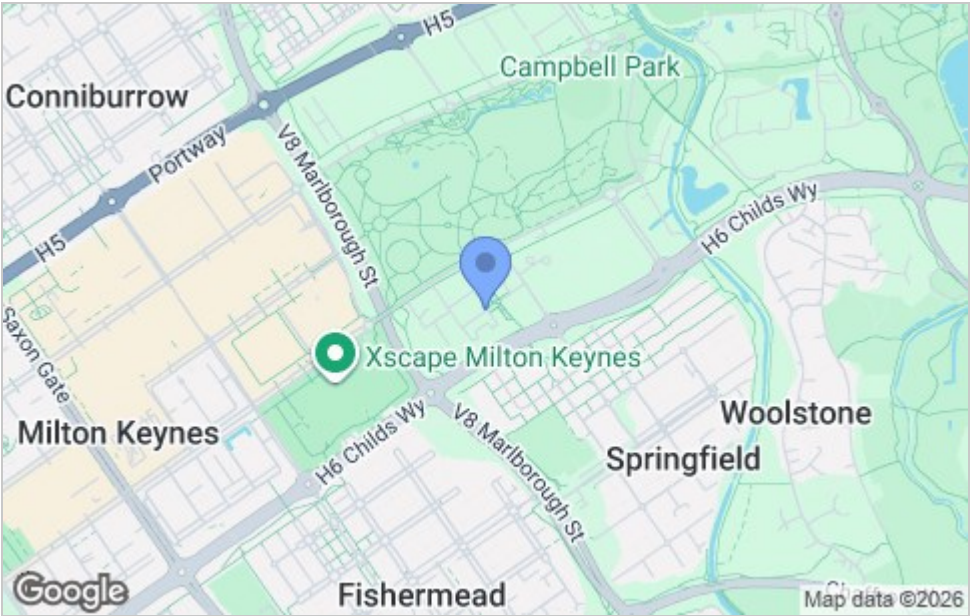 H5
Campbell Park
Conniburrow
Portway
V8 Marlborough St
H6 Childs Wy
H5
Saxon Gate
Xscape Milton Keynes
Woolstone
Milton Keynes
H6 Childs Wy
V8 Marlborough St
Springfield
Fishermead
Google
Map data ©2026